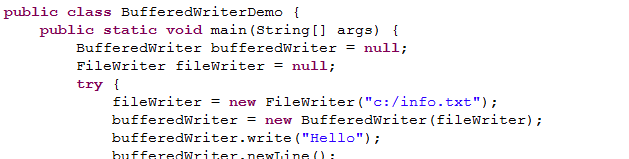 public class BufferedWriterDemo {
    public static void main(String[] args) {
        BufferedWriter bufferedWriter = null;
        FileWriter fileWriter = null;
        try {
            fileWriter = new FileWriter("c:/info.txt");
            bufferedWriter = new BufferedWriter(fileWriter);
            bufferedWriter.write("Hello");
            bufferedWriter.newLine();